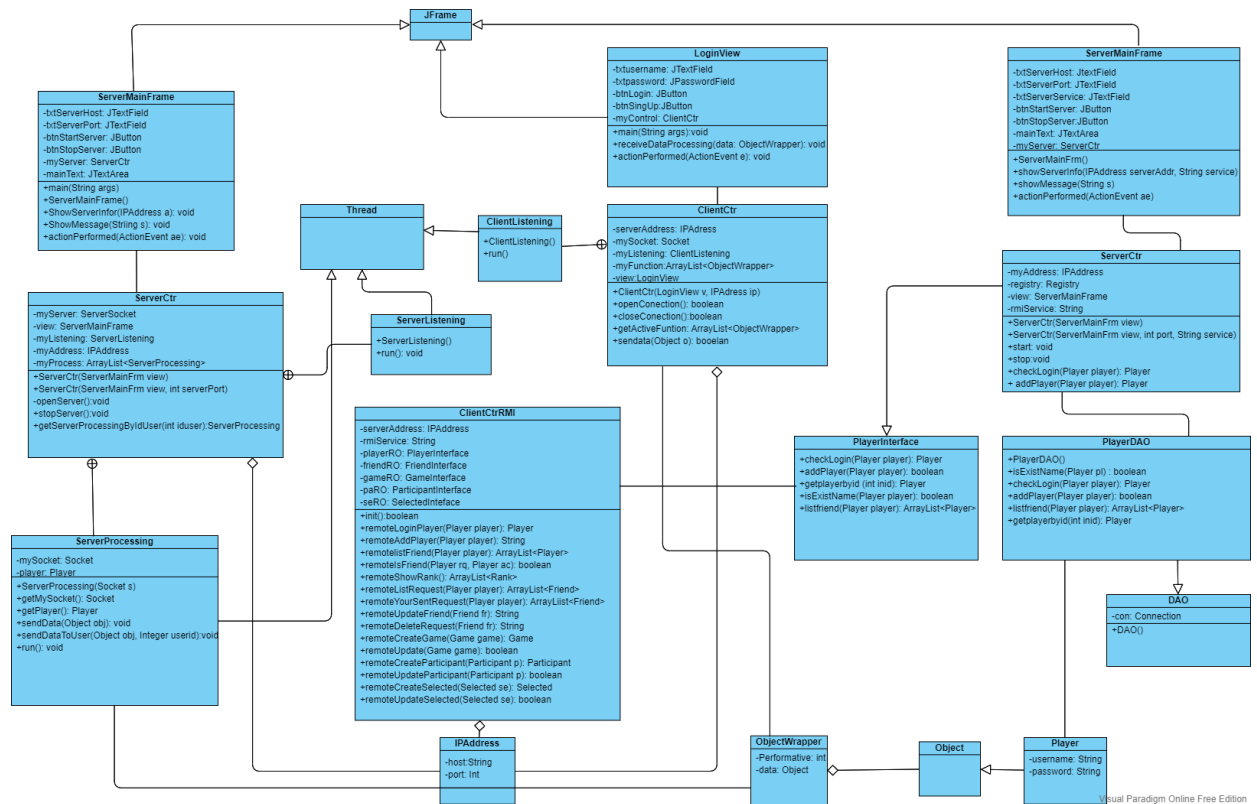 JFrame
ServerMainFrame
-txtServerHost: JTextField
-txtServerPort: JTextField
-btnStartServer: JButton
-btnStopServer: JButton
-myServer: ServerCtr
-mainText: JTextArea
+main(String args)
+ServerMainFrame()
+ShowServerInfor(IPAddress a): void
+ShowMessage(Striing s): void
+actionPerformed(ActionEvent ae): void
LoginView
-txtusername: JTextField
-txtpassword: JPasswordField
-btnLogin: JButton
-btnSingUp:JButton
-myControl: ClientCtr
+main(String args):void
+receiveDataProcessing(data: ObjectWrapper): void
+actionPerformed(ActionEvent e): void
ServerMainFrame
-txtServerHost: JtextField
-txtServerPort: JTextField
-txtServerService: JTextField
-btnStartServer: JButton
-btnStopServer:JButton
-mainText: JTextArea
-myServer: ServerCtr
+ServerMainFrm()
+showServerInfo(IPAddress serverAddr, String service)
+showMessage(String s)
+actionPerformed(ActionEvent ae)
Thread
ClientListening
+ClientListening()
+run()
ClientCtr
-serverAddress: IPAdress
-mySocket: Socket
-myListening: ClientListening
-myFunction:ArrayList<ObjectWrapper>
-view:LoginView
+ClientCtr(LoginView v, IPAdress ip)
+openConection(): boolean
+closeConection():boolean
+getActiveFuntion: ArrayList<ObjectWrapper>
+sendata(Object o): booelan
ServerCtr
-myAddress: IPAddress
-registry: Registry
-view: ServerMainFrame
-rmiService: String
+ServerCtr(ServerMainFrm view)
+ServerCtr(ServerMainFrm view, int port, String service)
+start: void
+stop:void
+checkLogin(Player player): Player
+ addPlayer(Player player): Player
ServerCtr
-myServer: ServerSocket
-view: ServerMainFrame
-myListening: ServerListening
-myAddress: IPAddress
-myProcess: ArrayList<ServerProcessing>
+ServerCtr(ServerMainFrm view)
+ServerCtr(ServerMainFrm view, int serverPort)
-openServer():void
+stopServer():void
+getServerProcessingByIdUser(int iduser):ServerProcessing
ServerListening
+ServerListening()
+run(): void
ClientCtrRMI
-serverAddress: IPAddress
-rmiService: String
-playerRO: PlayerInterface
-friendRO: FriendInterface
-gameRO: GameInterface
-paRO: ParticipantInterface
-seRO: SelectedInteface
+init():boolean
+remoteLoginPlayer(Player player): Player
+remoteAddPlayer(Player player): String
+remotelistFriend(Player player): ArrayList<Player>
+remoteIsFriend(Player rq, Player ac): boolean
+remoteShowRank(): ArrayList<Rank>
+remoteListRequest(Player player): ArrayList<Friend>
+remoteYourSentRequest(Player player): ArrayLiist<Friend>
+remoteUpdateFriend(Friend fr): String
+remoteDeleteRequest(Friend fr): String
+remoteCreateGame(Game game): Game
+remoteUpdate(Game game): boolean
+remoteCreateParticipant(Participant p): Participant
+remoteUpdateParticipant(Participant p): boolean
+remoteCreateSelected(Selected se): Selected
+remoteUpdateSelected(Selected se): boolean
PlayerInterface
+checkLogin(Player player): Player
+addPlayer(Player player): boolean
+getplayerbyid (int inid): Player
+isExistName(Player player): boolean
+listfriend(Player player): ArrayList<Player>
PlayerDAO
+PlayerDAO()
+isExistName(Player pl) : boolean
+checkLogin(Player player): Player
+addPlayer(Player player): boolean
+listfriend(Player player): ArrayList<Player>
+getplayerbyid(int inid): Player
ServerProcessing
-mySocket: Socket
-player: Player
+ServerProcessing(Socket s)
+getMySocket(): Socket
+getPlayer(): Player
+sendData(Object obj): void
+sendDataToUser(Object obj, Integer userid):void
+run(): void
DAO
-con: Connection
+DAO()
IPAddress
-host:String
-port: Int
ObjectWrapper
-Performative: int
-data: Object
Object
Player
-username: String
-password: String
Visual Paradigm Online Free Edition